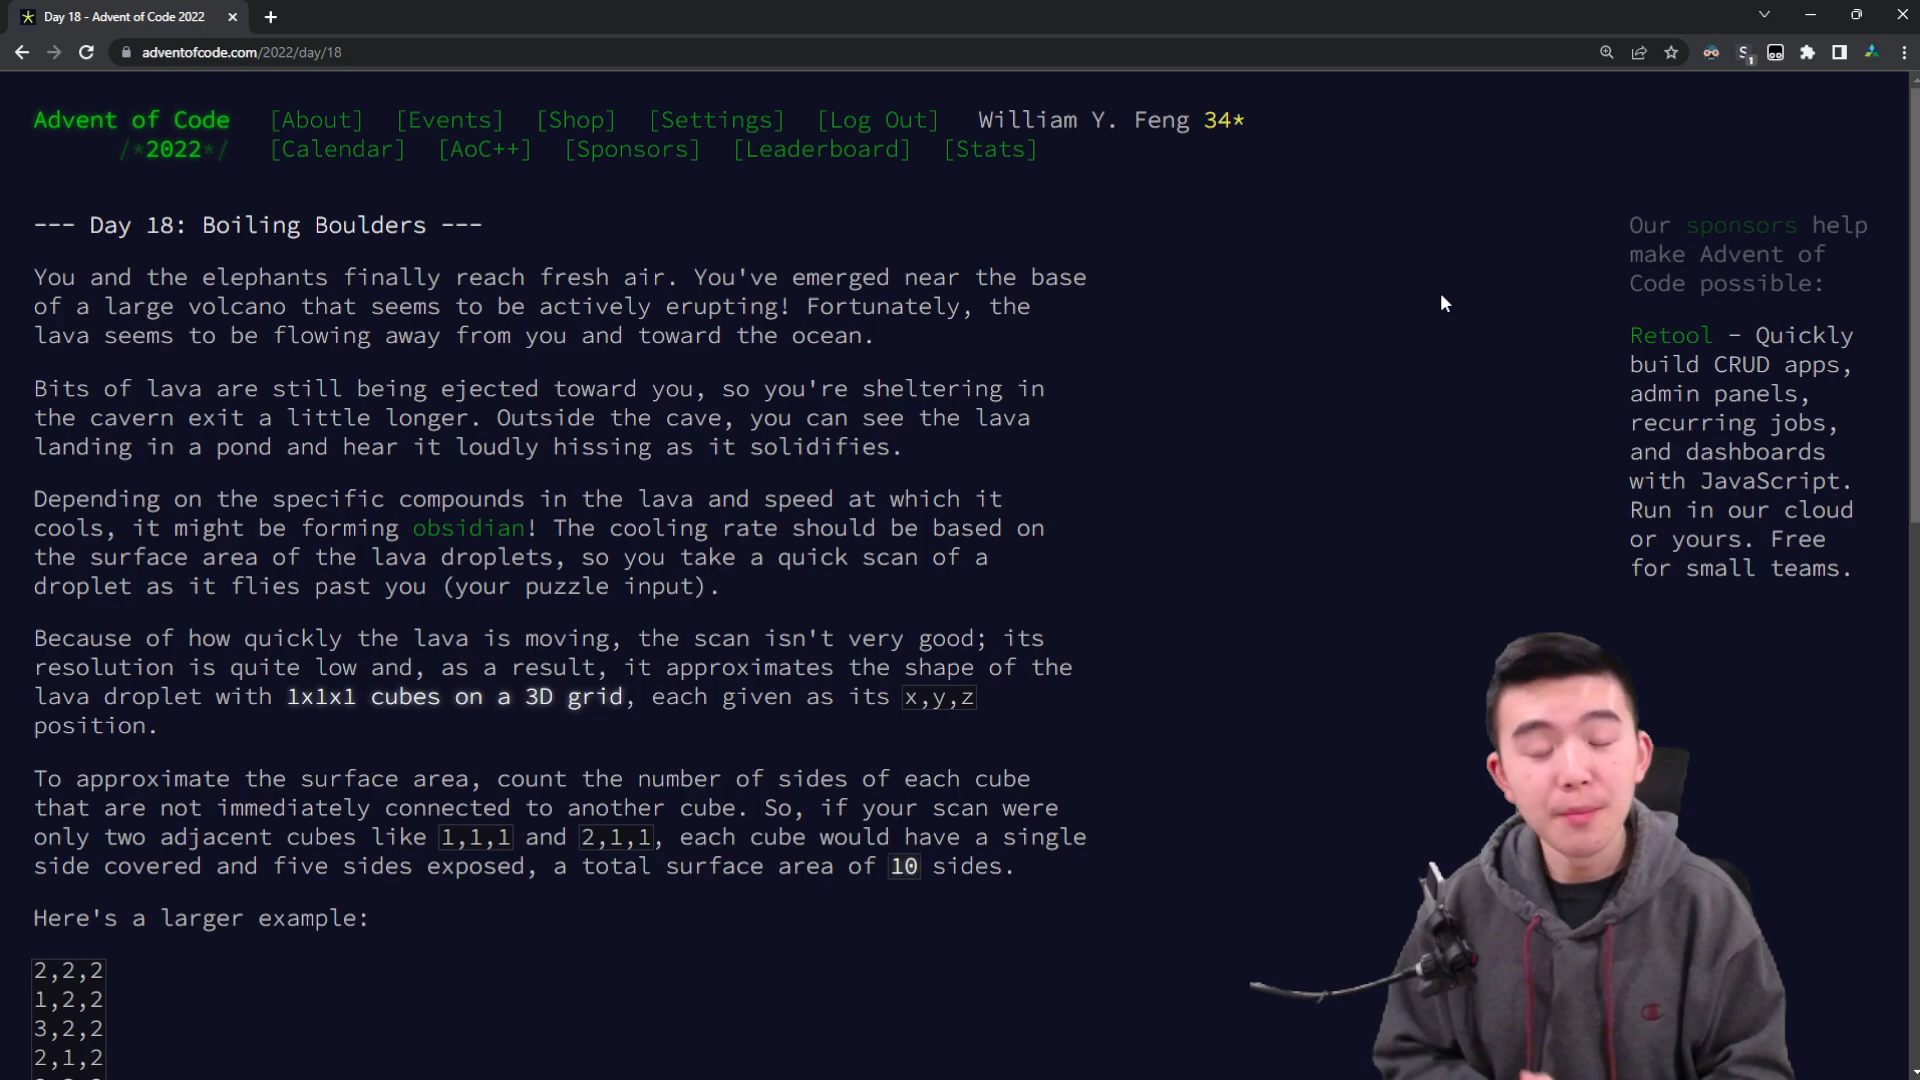 Day 18 - Advent of Code 2022
adventofcode.com/2022/day/18
Advent of Code [About] [Events] [Shop] [Settings] [Log Out] William Y. Feng 34*
/*2022*/ [Calendar] [AoC++] [Sponsors] [Leaderboard] [Stats]
--- Day 18: Boiling Boulders ---
You and the elephants finally reach fresh air. You've emerged near the base
of a large volcano that seems to be actively erupting! Fortunately, the
lava seems to be flowing away from you and toward the ocean.
Bits of lava are still being ejected toward you, so you're sheltering in
the cavern exit a little longer. Outside the cave, you can see the lava
landing in a pond and hear it loudly hissing as it solidifies.
Depending on the specific compounds in the lava and speed at which it
cools, it might be forming obsidian! The cooling rate should be based on
the surface area of the lava droplets, so you take a quick scan of a
droplet as it flies past you (your puzzle input).
Because of how quickly the lava is moving, the scan isn't very good; its
resolution is quite low and, as a result, it approximates the shape of the
lava droplet with 1x1x1 cubes on a 3D grid, each given as its x,y,z
position.
To approximate the surface area, count the number of sides of each cube
that are not immediately connected to another cube. So, if your scan were
only two adjacent cubes like 1,1,1 and 2,1,1, each cube would have a single
side covered and five sides exposed, a total surface area of 10 sides.
Here's a larger example:
2,2,2
1,2,2
3,2,2
2,1,2
Our sponsors help
make Advent of
Code possible:
Retool - Quickly
build CRUD apps,
admin panels,
recurring jobs,
and dashboards
with JavaScript.
Run in our cloud
or yours. Free
for small teams.